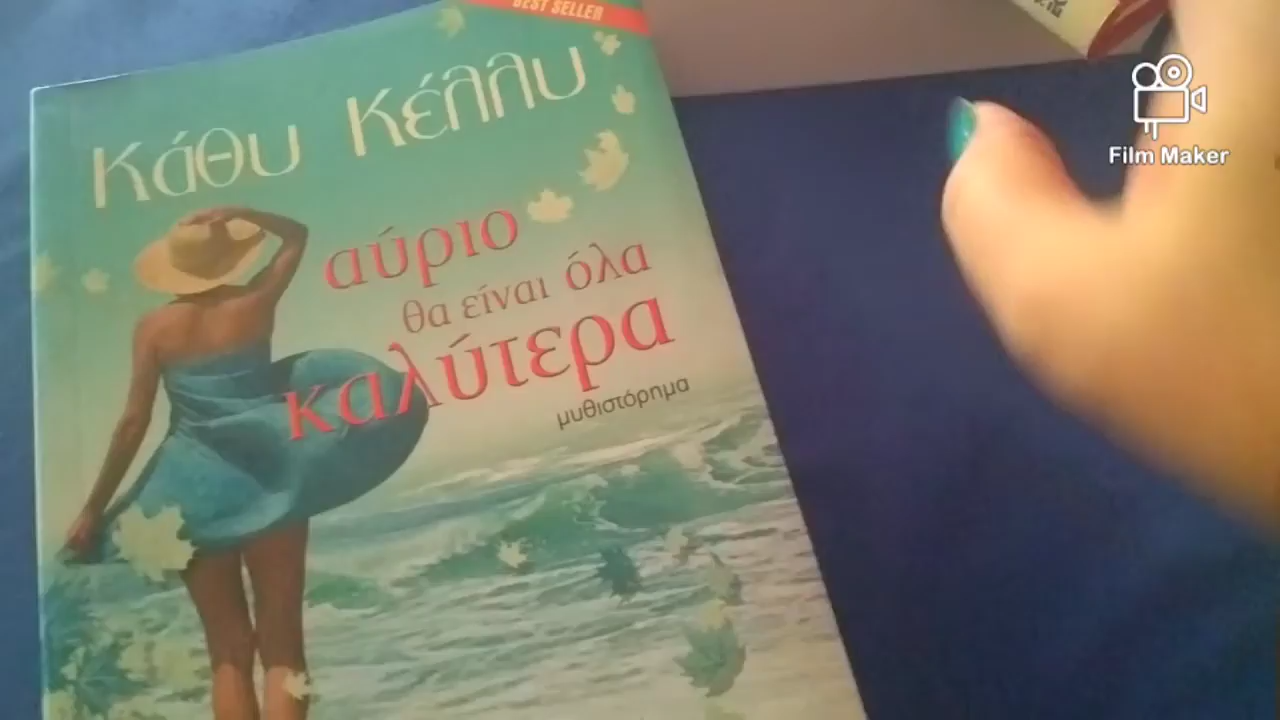 BEST SELLER
Κάθυ Κέλλυ
αύριο
θα είναι όλα
καλύτερα
μυθιστόρημα
Film Maker